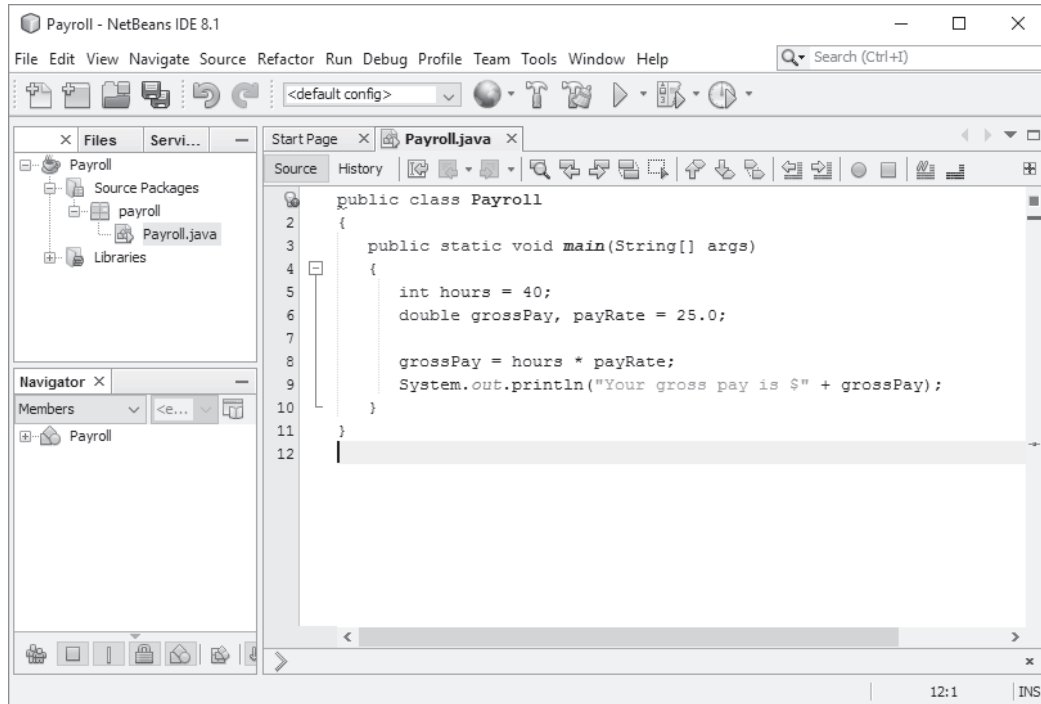 Payroll - NetBeans IDE 8.1
File Edit View Navigate Source Refactor Run Debug Profile Team Tools Window Help
Search (Ctrl+I)
<default config>
Files Servi...
Payroll
Source Packages
payroll
Payroll.java
Libraries
Start Page Payroll.java
Source History
public class Payroll
2 {
3 public static void main(String[] args)
4 {
5 int hours = 40;
6 double grossPay, payRate = 25.0;
7
8 grossPay = hours * payRate;
9 System.out.println("Your gross pay is $" + grossPay);
10 }
11 }
12
Navigator
Members <e...
Payroll
12:1 INS